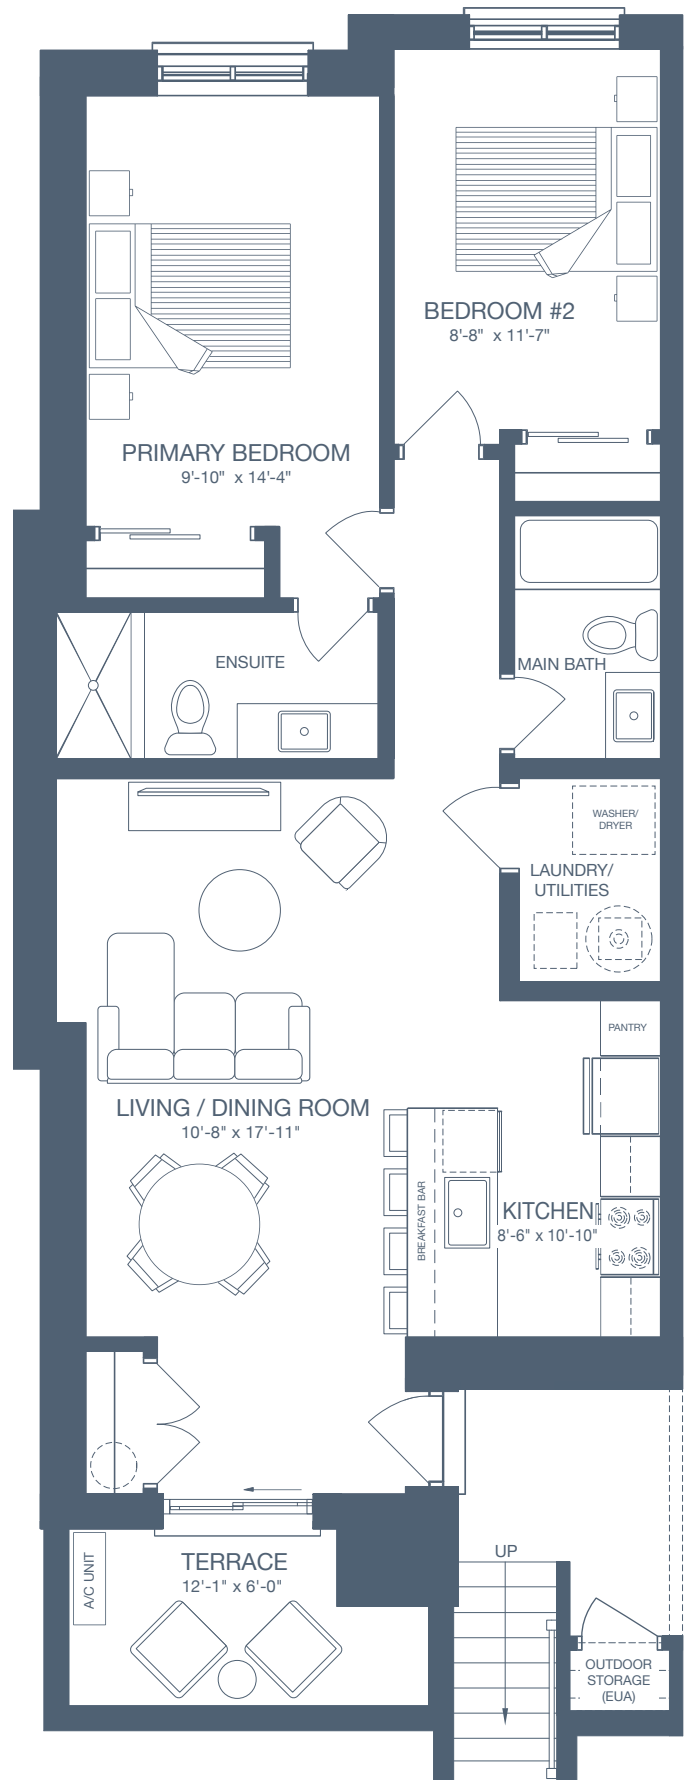 BEDROOM #2
8'-8" x 11'-7"
PRIMARY BEDROOM
9'-10" x 14'-4"
ENSUITE
MAIN BATH
WASHER/
DRYER
LAUNDRY/
UTILITIES
PANTRY
LIVING / DINING ROOM
10'-8" x 17'-11"
BREAKFAST BAR
KITCHEN
8'-6" x 10'-10"
UP
TERRACE
12'-1" x 6'-0"
A/C UNIT
OUTDOOR
STORAGE
(EUA)